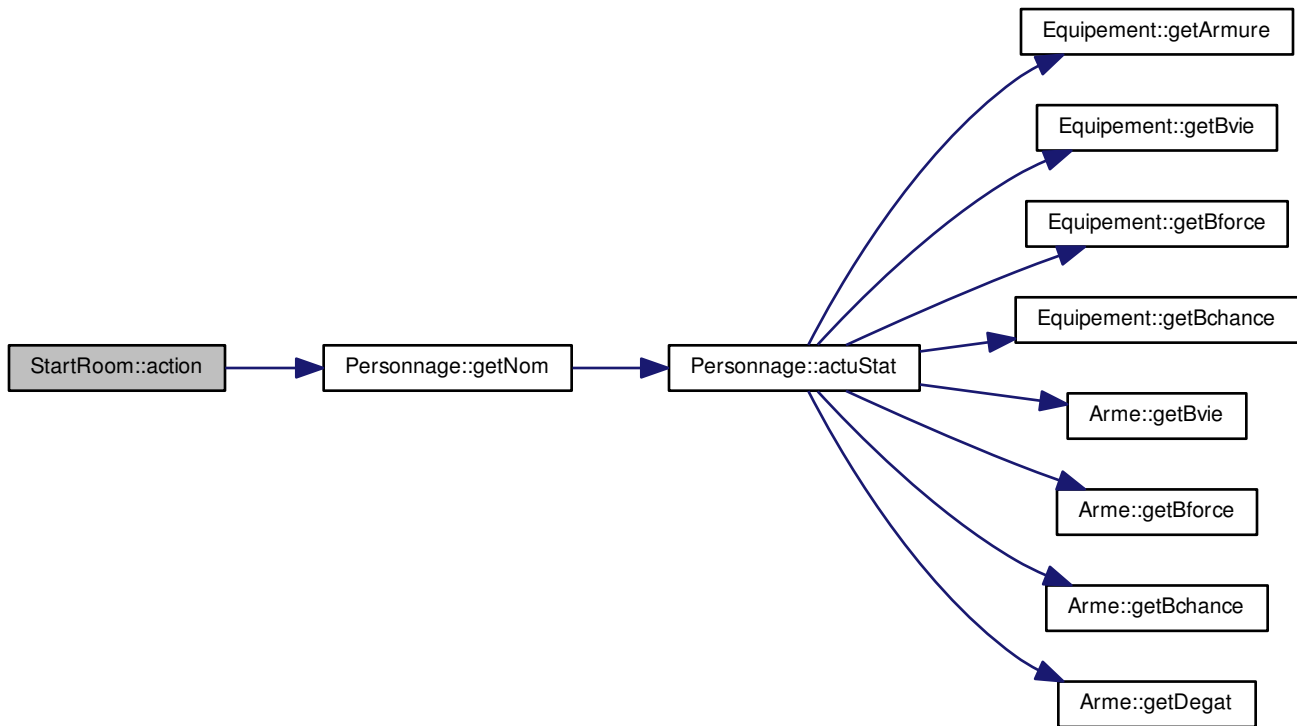 Equipement::getArmure
Equipement::getBvie
Equipement::getBforce
Equipement::getBchance
StartRoom::action
Personnage::getNom
Personnage::actuStat
Arme::getBvie
Arme::getBforce
Arme::getBchance
Arme::getDegat